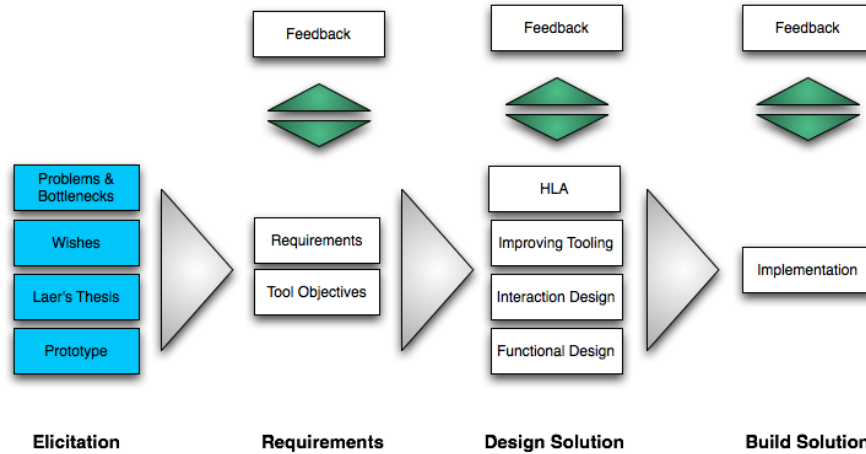 Feedback
Feedback
Feedback
Problems &
Bottlenecks
Wishes
Laer's Thesis
Prototype
Requirements
Tool Objectives
HLA
Improving Tooling
Interaction Design
Functional Design
Implementation
Elicitation
Requirements
Design Solution
Build Solution